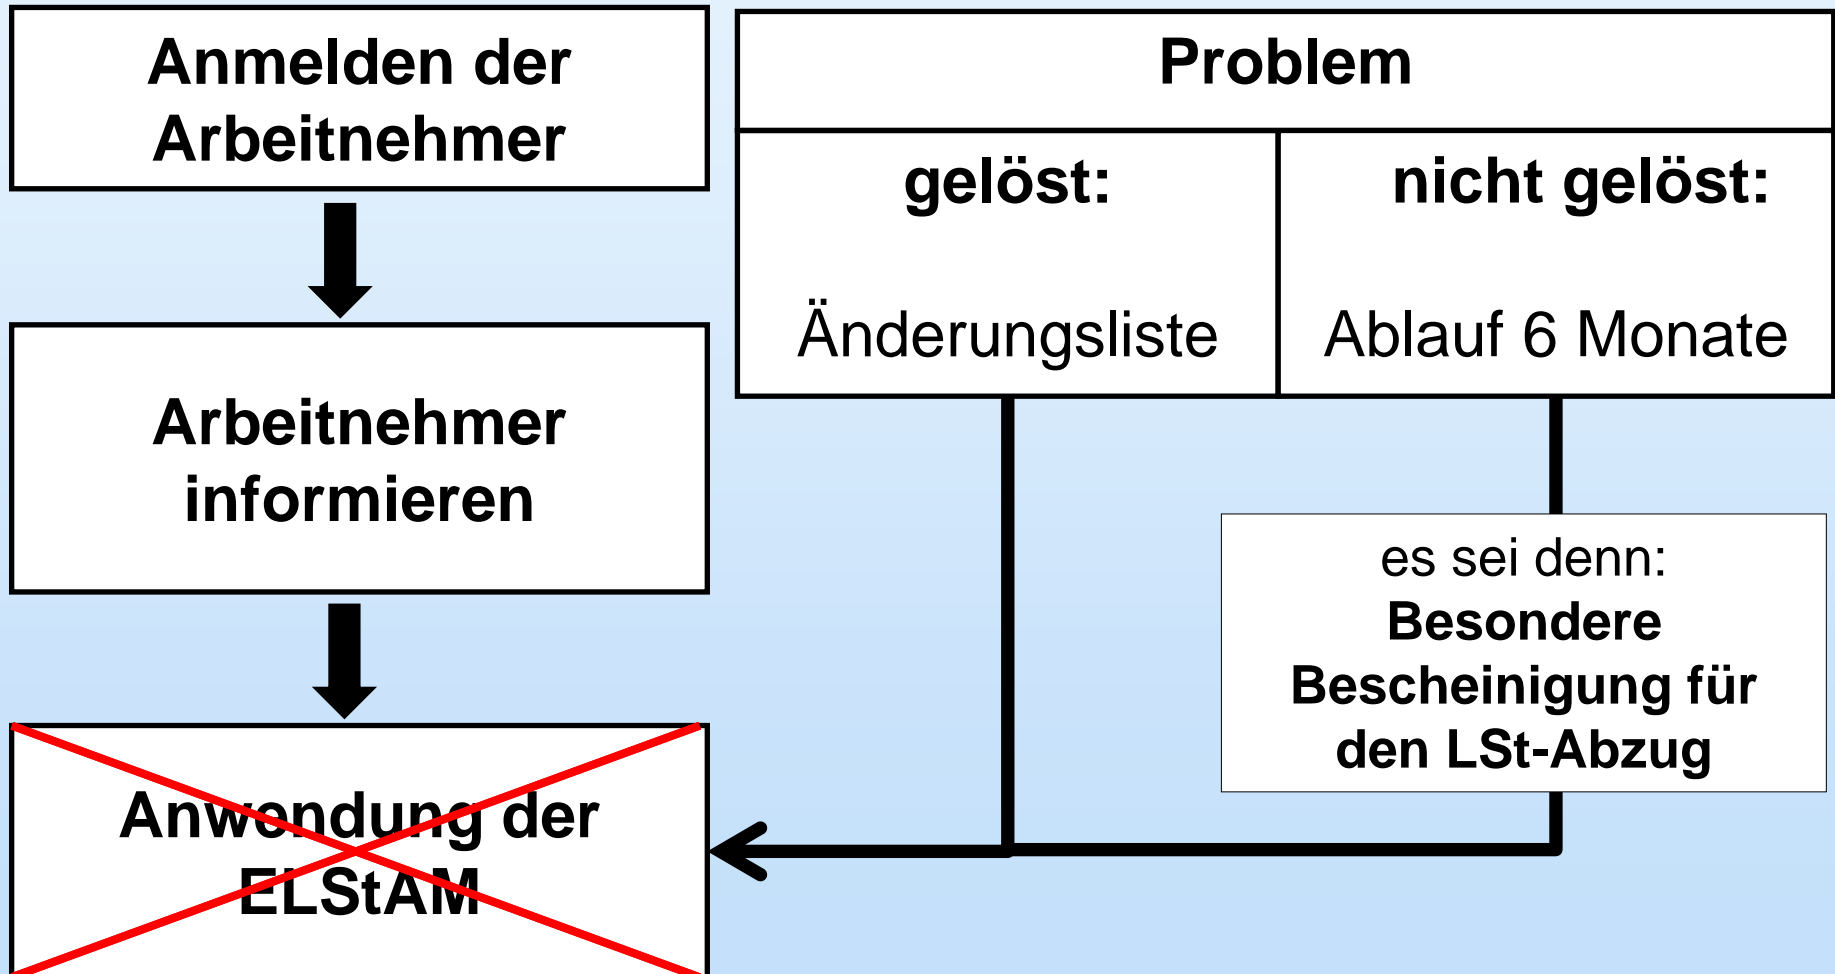 Anmelden der
Arbeitnehmer
Arbeitnehmer
informieren
Anwendung der
ELStAM
Problem
gelöst:
Änderungsliste
nicht gelöst:
Ablauf 6 Monate
es sei denn:
Besondere
Bescheinigung für
den LSt-Abzug